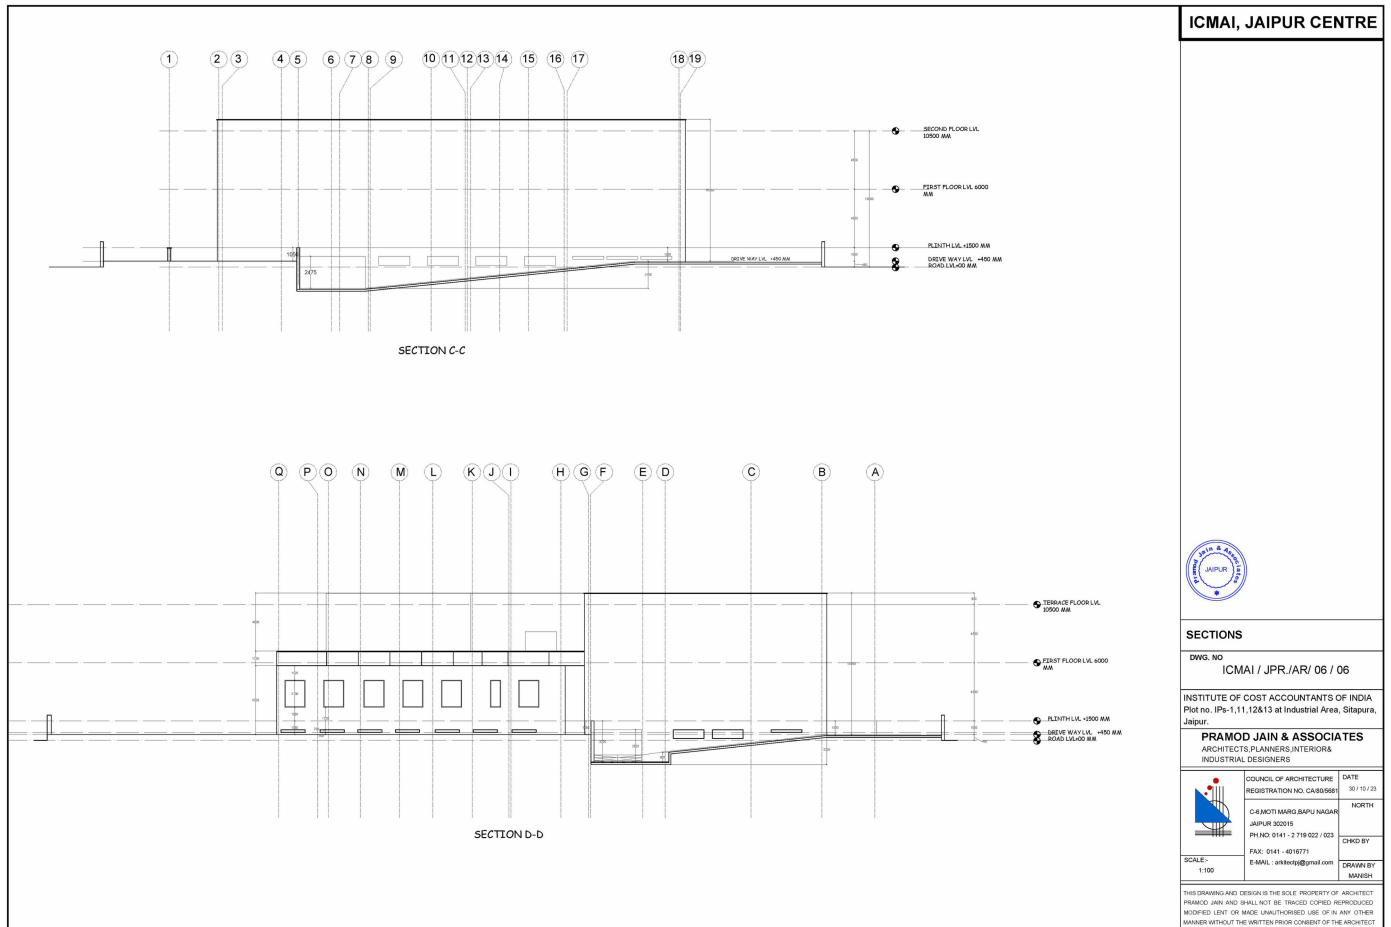 ICMAI, JAIPUR CENTRE
1 2 3 4 5 6 7 8 9 10 11 12 13 14 15 16 17 18 19
SECOND FLOOR LVL
10500 MM
FIRST FLOOR LVL 6000
MM
PLINTH LVL +1500 MM
DRIVE WAY LVL +450 MM
DRIVE WAY LVL +450 MM
ROAD LVL+00 MM
1050
2475
SECTION C-C
Q P O N M L K J I H G F E D C B A
TERRACE FLOOR LVL
10500 MM
FIRST FLOOR LVL 6000
MM
PLINTH LVL +1500 MM
DRIVE WAY LVL +450 MM
ROAD LVL+00 MM
SECTION D-D
Pramod Jain & Associates
JAIPUR
SECTIONS
DWG. NO
ICMAI / JPR./AR/ 06 / 06
INSTITUTE OF COST ACCOUNTANTS OF INDIA
Plot no. IPs-1,11,12&13 at Industrial Area, Sitapura,
Jaipur.
PRAMOD JAIN & ASSOCIATES
ARCHITECTS,PLANNERS,INTERIOR&
INDUSTRIAL DESIGNERS
COUNCIL OF ARCHITECTURE
REGISTRATION NO. CA/80/5681
DATE
30 / 10 / 23
C-6,MOTI MARG,BAPU NAGAR
JAIPUR 302015
PH.NO: 0141 - 2 719 022 / 023
FAX: 0141 - 4016771
E-MAIL : arkitectpj@gmail.com
NORTH
CHKD BY
DRAWN BY
MANISH
SCALE:-
1:100
THIS DRAWING AND DESIGN IS THE SOLE PROPERTY OF ARCHITECT
PRAMOD JAIN AND SHALL NOT BE TRACED COPIED REPRODUCED
MODIFIED LENT OR MADE UNAUTHORISED USE OF IN ANY OTHER
MANNER WITHOUT THE WRITTEN PRIOR CONSENT OF THE ARCHITECT